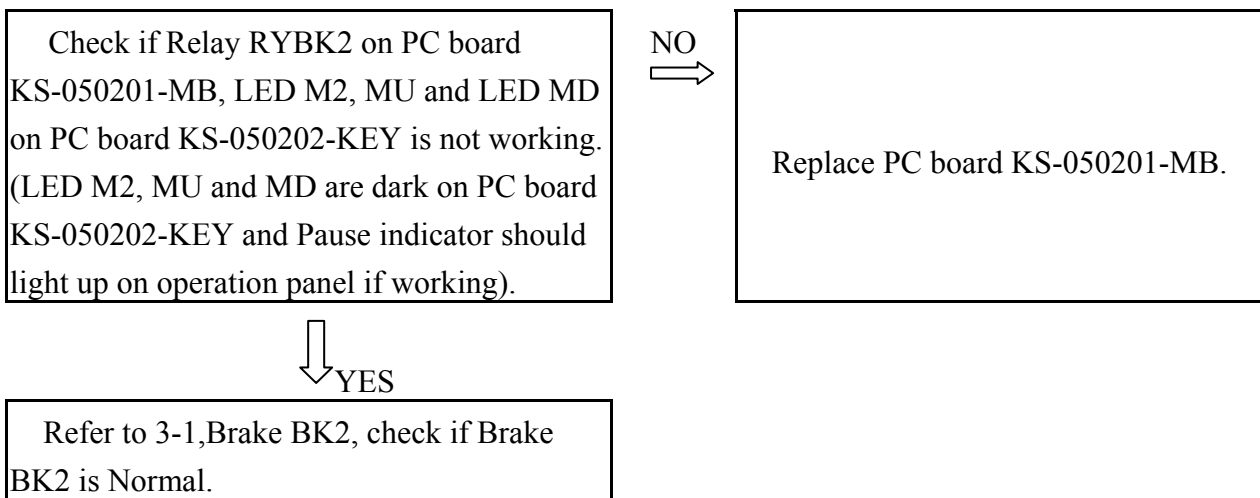 Check if Relay RYBK2 on PC board
KS-050201-MB, LED M2, MU and LED MD
on PC board KS-050202-KEY is not working.
(LED M2, MU and MD are dark on PC board
KS-050202-KEY and Pause indicator should
light up on operation panel if working).
NO
Replace PC board KS-050201-MB.
YES
Refer to 3-1,Brake BK2, check if Brake
BK2 is Normal.